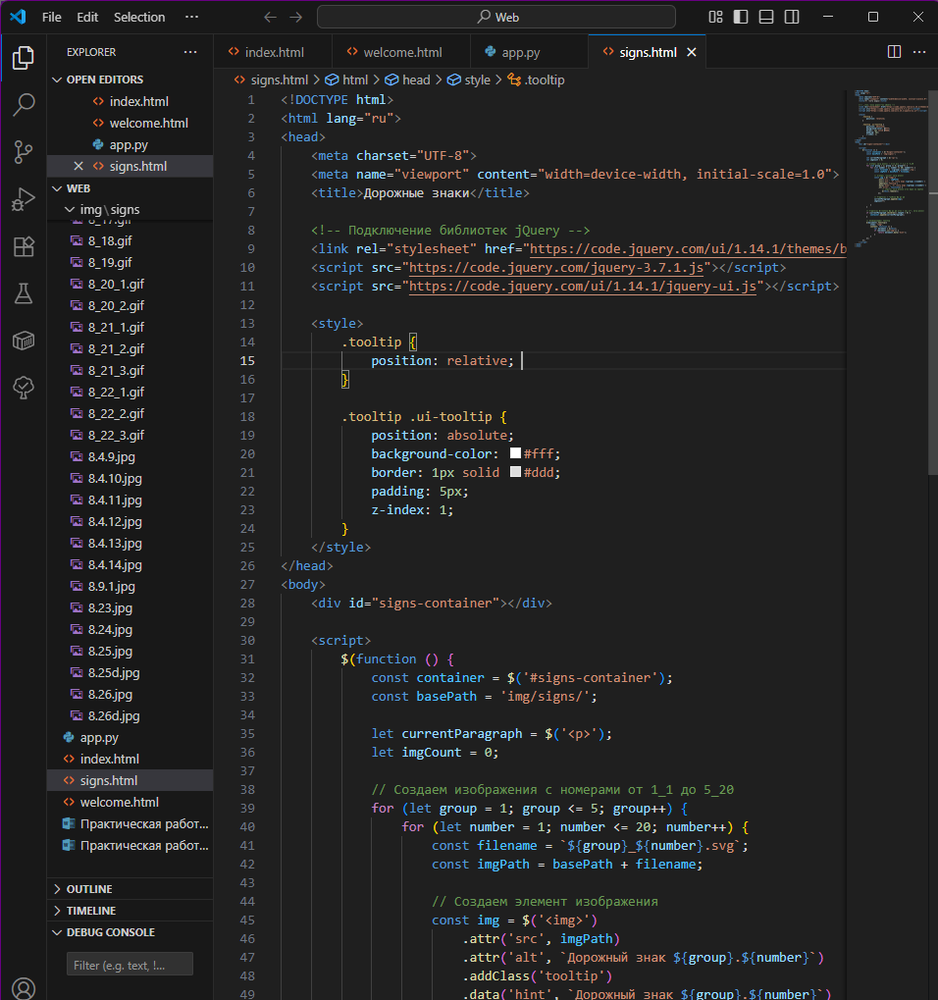 File Edit Selection ··· Web
EXPLORER ···
OPEN EDITORS
index.html
welcome.html
app.py
signs.html
WEB
img\signs
8_17.gif
8_18.gif
8_19.gif
8_20_1.gif
8_20_2.gif
8_21_1.gif
8_21_2.gif
8_21_3.gif
8_22_1.gif
8_22_2.gif
8_22_3.gif
8.4.9.jpg
8.4.10.jpg
8.4.11.jpg
8.4.12.jpg
8.4.13.jpg
8.4.14.jpg
8.9.1.jpg
8.23.jpg
8.24.jpg
8.25.jpg
8.25d.jpg
8.26.jpg
8.26d.jpg
app.py
index.html
signs.html
welcome.html
Практическая работ...
Практическая работ...
OUTLINE
TIMELINE
DEBUG CONSOLE
Filter (e.g. text, !...
index.html welcome.html app.py signs.html
signs.html > html > head > style > .tooltip
1 <!DOCTYPE html>
2 <html lang="ru">
3 <head>
4 <meta charset="UTF-8">
5 <meta name="viewport" content="width=device-width, initial-scale=1.0">
6 <title>Дорожные знаки</title>
7
8 <!-- Подключение библиотек jQuery -->
9 <link rel="stylesheet" href="https://code.jquery.com/ui/1.14.1/themes/b
10 <script src="https://code.jquery.com/jquery-3.7.1.js"></script>
11 <script src="https://code.jquery.com/ui/1.14.1/jquery-ui.js"></script>
12
13 <style>
14 .tooltip {
15 position: relative;
16 }
17
18 .tooltip .ui-tooltip {
19 position: absolute;
20 background-color: #fff;
21 border: 1px solid #ddd;
22 padding: 5px;
23 z-index: 1;
24 }
25 </style>
26 </head>
27 <body>
28 <div id="signs-container"></div>
29
30 <script>
31 $(function () {
32 const container = $('#signs-container');
33 const basePath = 'img/signs/';
34
35 let currentParagraph = $('<p>');
36 let imgCount = 0;
37
38 // Создаем изображения с номерами от 1_1 до 5_20
39 for (let group = 1; group <= 5; group++) {
40 for (let number = 1; number <= 20; number++) {
41 const filename = `${group}_${number}.svg`;
42 const imgPath = basePath + filename;
43
44 // Создаем элемент изображения
45 const img = $('<img>')
46 .attr('src', imgPath)
47 .attr('alt', `Дорожный знак ${group}.${number}`)
48 .addClass('tooltip')
49 .data('hint', `Дорожный знак ${group}.${number}`)